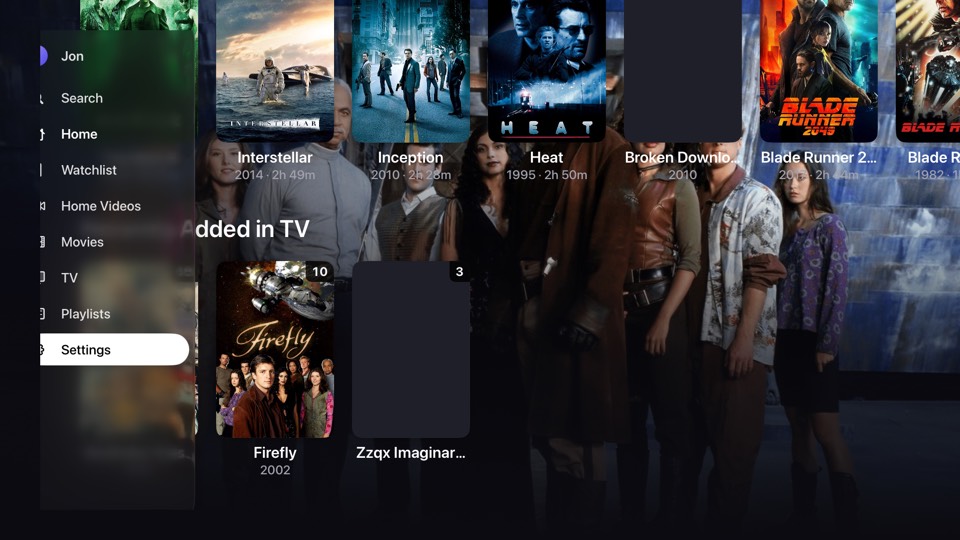 Jon
Search
Home
Watchlist
Home Videos
Movies
TV
Playlists
Settings
INTERSTELLAR
HEAT
BLADE
RUNNER
2049
Interstellar
2014 · 2h 49m
Inception
2010 · 2h 28m
Heat
1995 · 2h 50m
Broken Downlo...
2010
Blade Runner 2...
Blade R
1982 · 1
dded in TV
10
3
Firefly
Firefly
2002
Zzqx Imaginar...